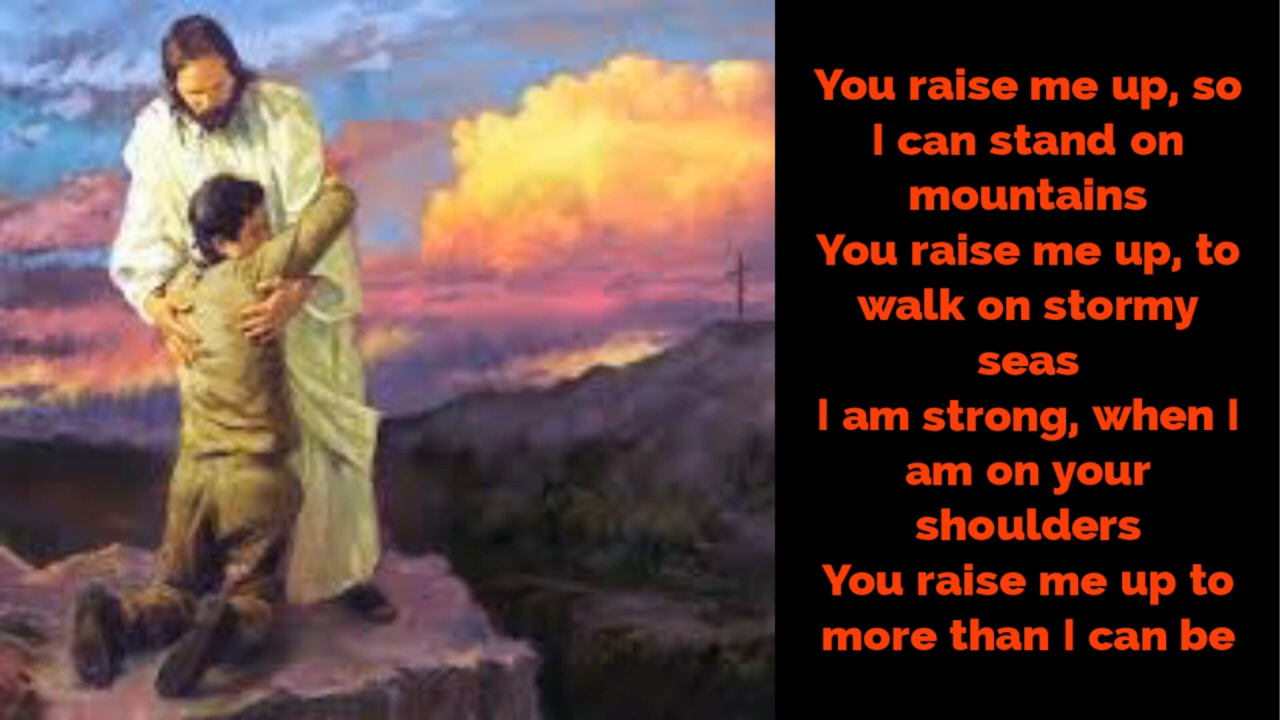 You raise me up, so
I can stand on
mountains
You raise me up, to
walk on stormy
seas
I am strong, when I
am on your
shoulders
You raise me up to
more than I can be